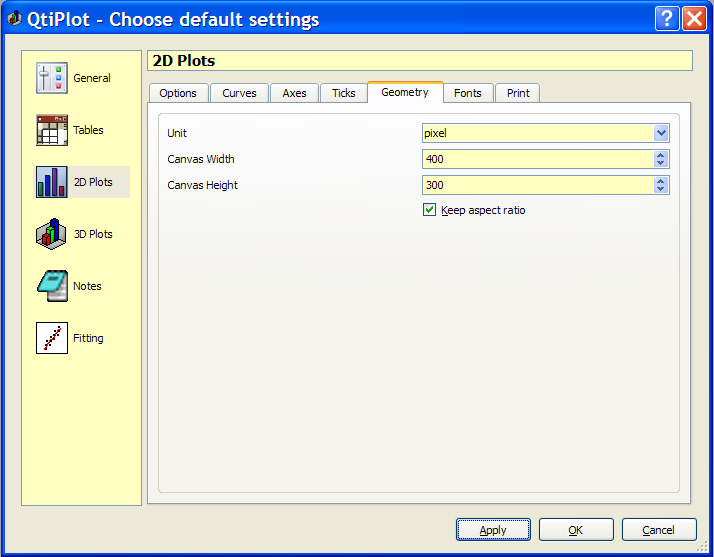 QtiPlot - Choose default settings
General
Tables
2D Plots
3D Plots
Notes
Fitting
2D Plots
Options Curves Axes Ticks Geometry Fonts Print
Unit pixel
Canvas Width 400
Canvas Height 300
Keep aspect ratio
Apply OK Cancel